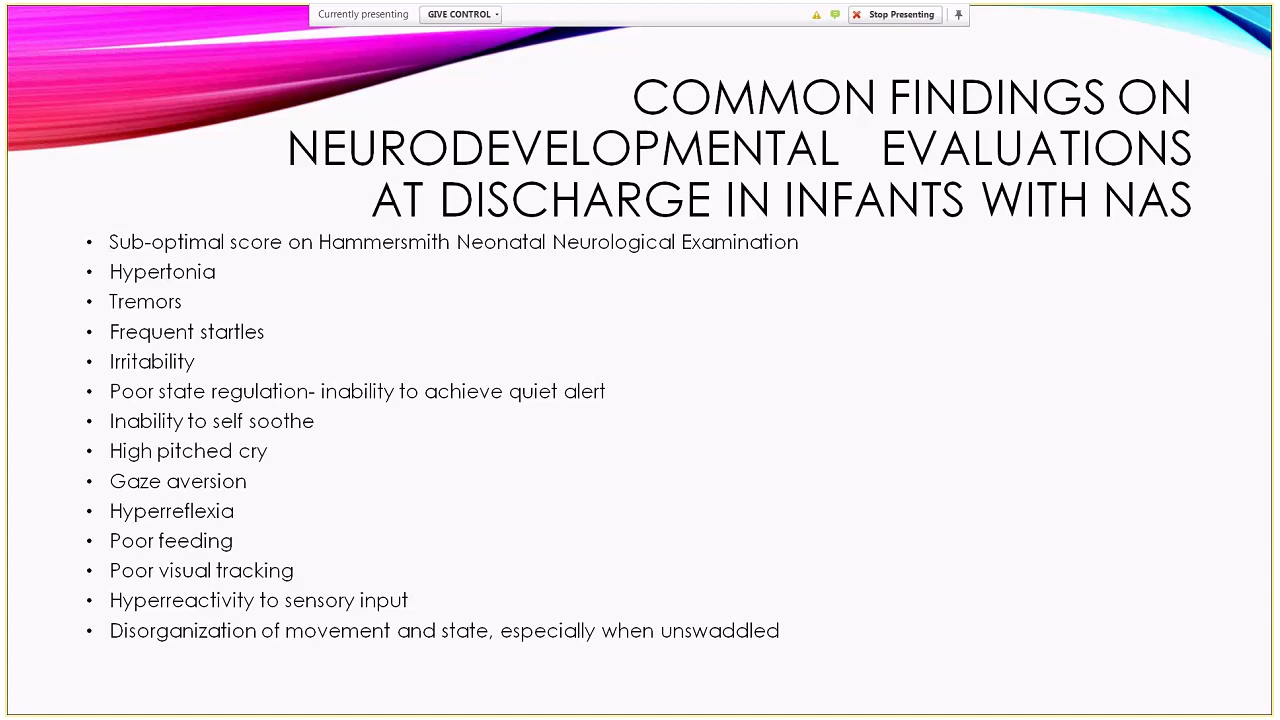 Currently presenting GIVE CONTROL Stop Presenting
COMMON FINDINGS ON
NEURODEVELOPMENTAL EVALUATIONS
AT DISCHARGE IN INFANTS WITH NAS
• Sub-optimal score on Hammersmith Neonatal Neurological Examination
• Hypertonia
• Tremors
• Frequent startles
• Irritability
• Poor state regulation- inability to achieve quiet alert
• Inability to self soothe
• High pitched cry
• Gaze aversion
• Hyperreflexia
• Poor feeding
• Poor visual tracking
• Hyperreactivity to sensory input
• Disorganization of movement and state, especially when unswaddled